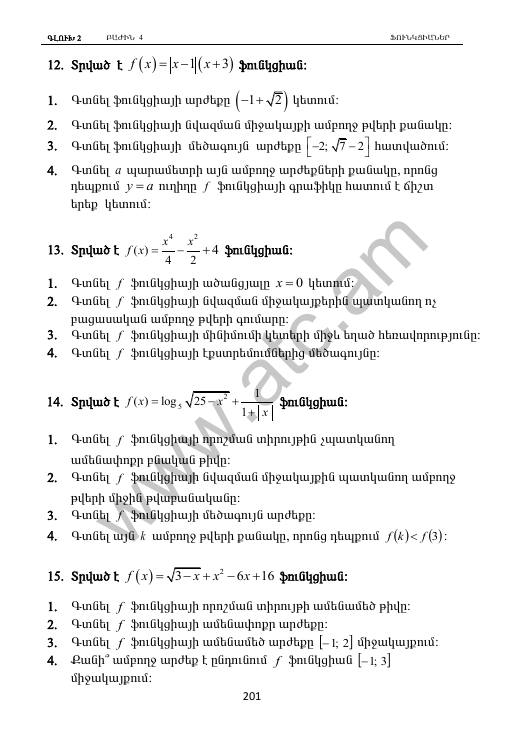 ԳԼՈՒԽ 2 ԲԱԺԻՆ 4 ՖՈՒՆԿՑԻԱՆԵՐ
12. Տրված է f(x) = |x−1|(x+3) ֆունկցիան:
1. Գտնել ֆունկցիայի արժեքը (−1+√2) կետում:
2. Գտնել ֆունկցիայի նվազման միջակայքի ամբողջ թվերի քանակը:
3. Գտնել ֆունկցիայի մեծագույն արժեքը [−2; √7−2] հատվածում:
4. Գտնել a պարամետրի այն ամբողջ արժեքների քանակը, որոնց
դեպքում y = a ուղիղը f ֆունկցիայի գրաֆիկը հատում է ճիշտ
երեք կետում:
13. Տրված է f(x) = x⁴/4 − x²/2 + 4 ֆունկցիան:
1. Գտնել f ֆունկցիայի ածանցյալը x = 0 կետում:
2. Գտնել f ֆունկցիայի նվազման միջակայքերին պատկանող ոչ
բացասական ամբողջ թվերի գումարը:
3. Գտնել f ֆունկցիայի մինիմումի կետերի միջև եղած հեռավորությունը:
4. Գտնել f ֆունկցիայի էքստրեմումներից մեծագույնը:
14. Տրված է f(x) = log₅ √(25−x²) + 1/(1+|x|) ֆունկցիան:
1. Գտնել f ֆունկցիայի որոշման տիրույթին չպատկանող
ամենափոքր բնական թիվը:
2. Գտնել f ֆունկցիայի նվազման միջակայքին պատկանող ամբողջ
թվերի միջին թվաբանականը:
3. Գտնել f ֆունկցիայի մեծագույն արժեքը:
4. Գտնել այն k ամբողջ թվերի քանակը, որոնց դեպքում f(k) < f(3):
15. Տրված է f(x) = √(3−x) + x² − 6x + 16 ֆունկցիան:
1. Գտնել f ֆունկցիայի որոշման տիրույթի ամենամեծ թիվը:
2. Գտնել f ֆունկցիայի ամենափոքր արժեքը:
3. Գտնել f ֆունկցիայի ամենամեծ արժեքը [−1; 2] միջակայքում:
4. Քանի՞ ամբողջ արժեք է ընդունում f ֆունկցիան [−1; 3]
միջակայքում:
201
www.atc.am